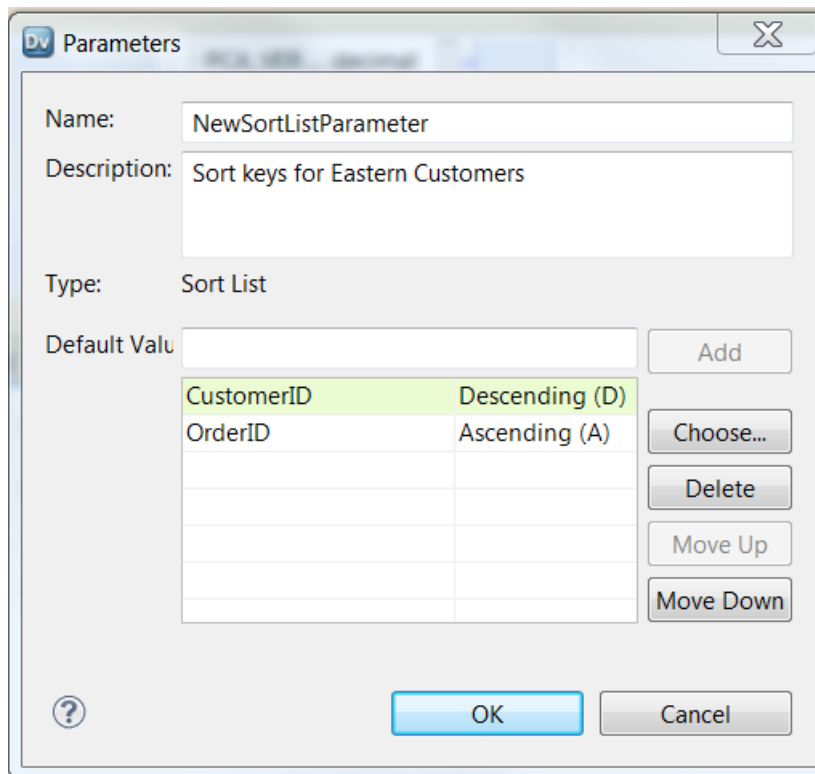 Dv Parameters
Name: NewSortListParameter
Description: Sort keys for Eastern Customers
Type: Sort List
Default Valu
Add
CustomerID Descending (D)
OrderID Ascending (A)
Choose...
Delete
Move Up
Move Down
? OK Cancel